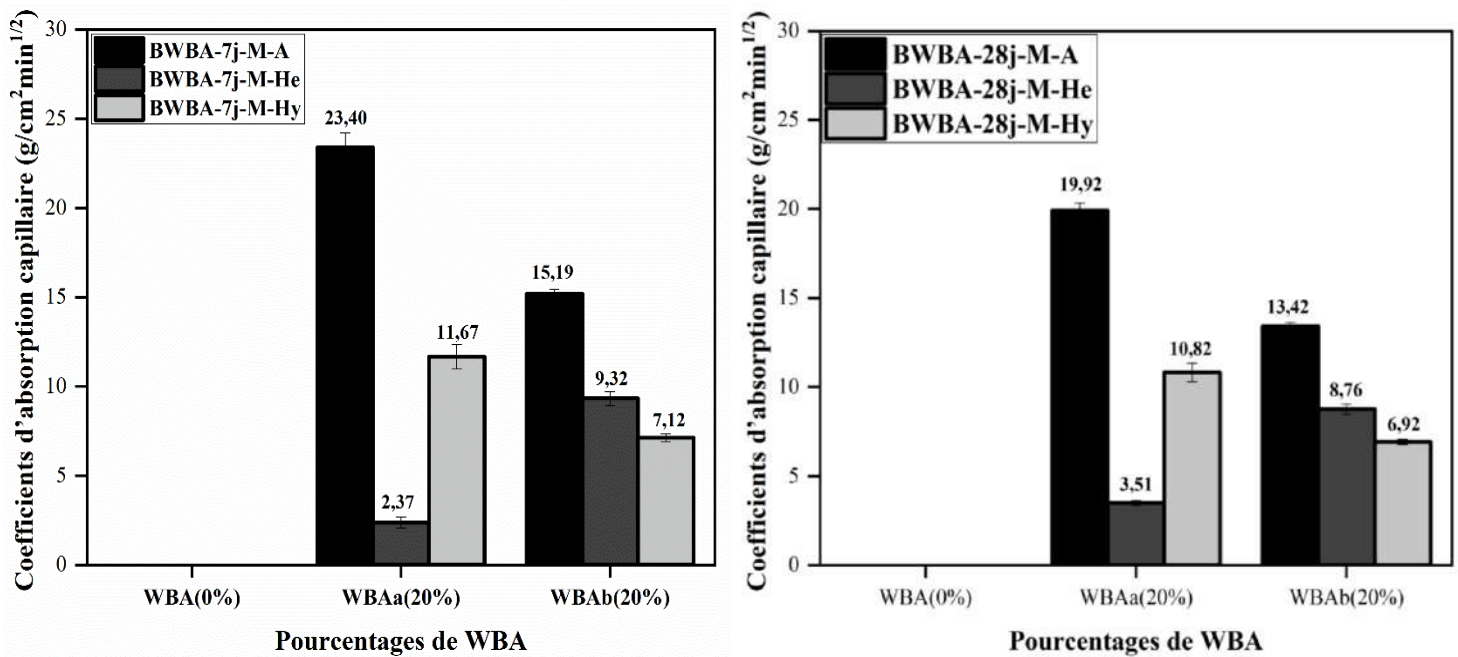 Coefficients d’absorption capillaire (g/cm²min¹ᐟ²)
30
25
20
15
10
5
0
BWBA-7j-M-A
BWBA-7j-M-He
BWBA-7j-M-Hy
23,40
2,37
11,67
15,19
9,32
7,12
WBA(0%)
WBAa(20%)
WBAb(20%)
Pourcentages de WBA
Coefficients d’absorption capillaire (g/cm²min¹ᐟ²)
30
25
20
15
10
5
0
BWBA-28j-M-A
BWBA-28j-M-He
BWBA-28j-M-Hy
19,92
3,51
10,82
13,42
8,76
6,92
WBA(0%)
WBAa(20%)
WBAb(20%)
Pourcentages de WBA